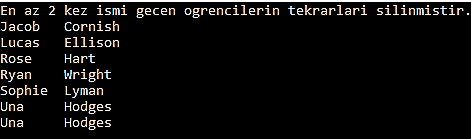 En az 2 kez ismi gecen ogrencilerin tekrarlari silinmistir.
Jacob Cornish
Lucas Ellison
Rose Hart
Ryan Wright
Sophie Lyman
Una Hodges
Una Hodges